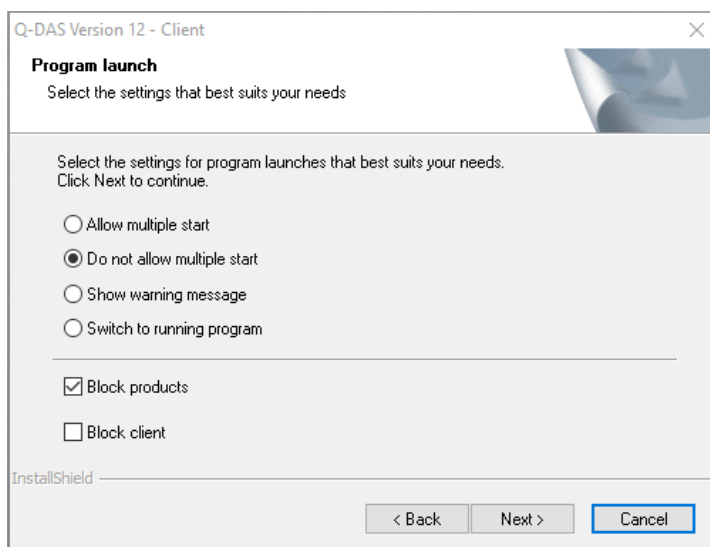 Q-DAS Version 12 - Client
Program launch
Select the settings that best suits your needs
Select the settings for program launches that best suits your needs.
Click Next to continue.
Allow multiple start
Do not allow multiple start
Show warning message
Switch to running program
Block products
Block client
InstallShield
< Back Next > Cancel